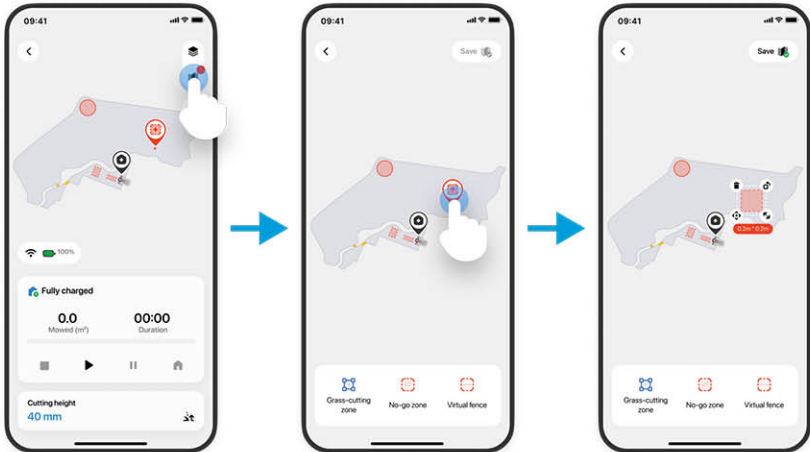 09:41
100%
Fully charged
0.0
Mowed (m²)
00:00
Duration
Cutting height
40 mm
09:41
Save
Grass-cutting
zone
No-go zone
Virtual fence
09:41
Save
0.2m * 0.2m
Grass-cutting
zone
No-go zone
Virtual fence